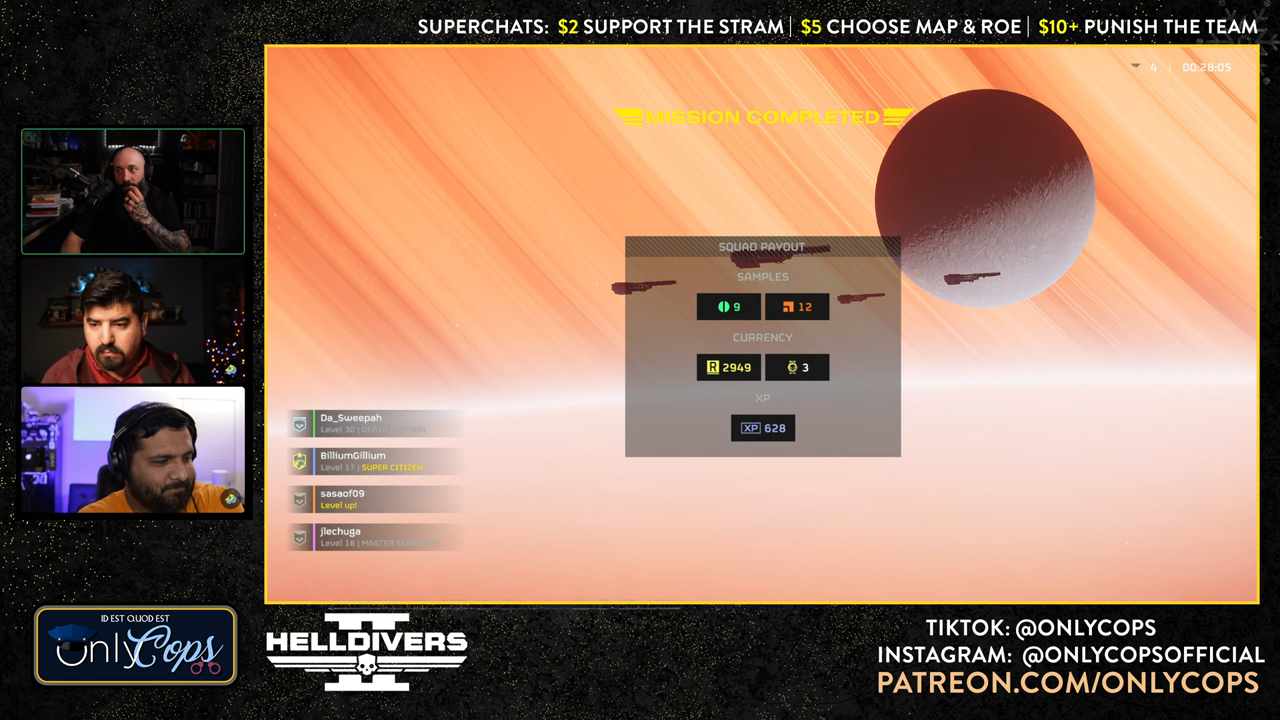 SUPERCHATS: $2 SUPPORT THE STRAM | $5 CHOOSE MAP & ROE | $10+ PUNISH THE TEAM
4 | 00:28:05
MISSION COMPLETED
SQUAD PAYOUT
SAMPLES
9 12
CURRENCY
R 2949 3
XP
XP 628
Da_Sweepah
Level 30 |
BilliumGillium
Level 17 | SUPER CITIZEN
sasaof09
Level up!
jlechuga
Level 18 | MASTER
ID EST QUOD EST
OnlyCops
HELLDIVERS
II
TIKTOK: @ONLYCOPS
INSTAGRAM: @ONLYCOPSOFFICIAL
PATREON.COM/ONLYCOPS